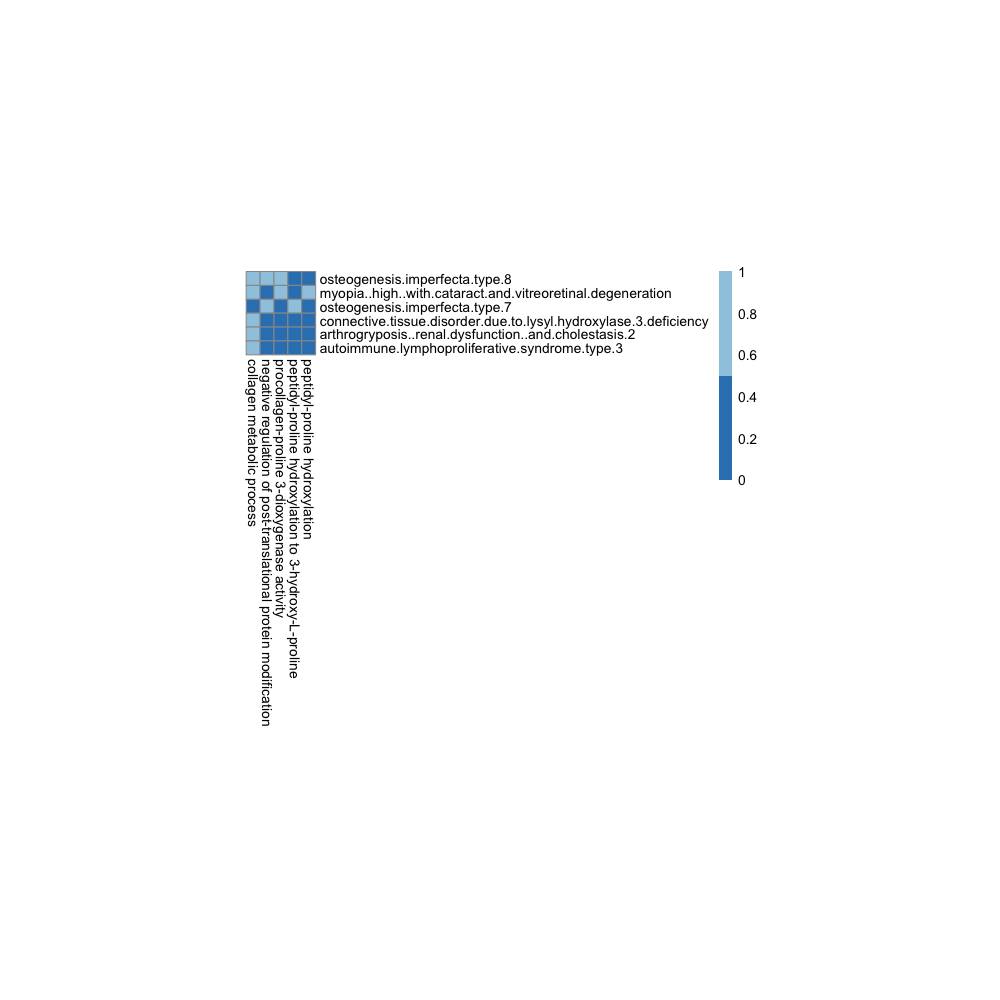 osteogenesis.imperfecta.type.8
myopia..high..with.cataract.and.vitreoretinal.degeneration
osteogenesis.imperfecta.type.7
connective.tissue.disorder.due.to.lysyl.hydroxylase.3.deficiency
arthrogryposis..renal.dysfunction..and.cholestasis.2
autoimmune.lymphoproliferative.syndrome.type.3
collagen metabolic process
negative regulation of post-translational protein modification
procollagen-proline 3-dioxygenase activity
peptidyl-proline hydroxylation to 3-hydroxy-L-proline
peptidyl-proline hydroxylation
1
0.8
0.6
0.4
0.2
0